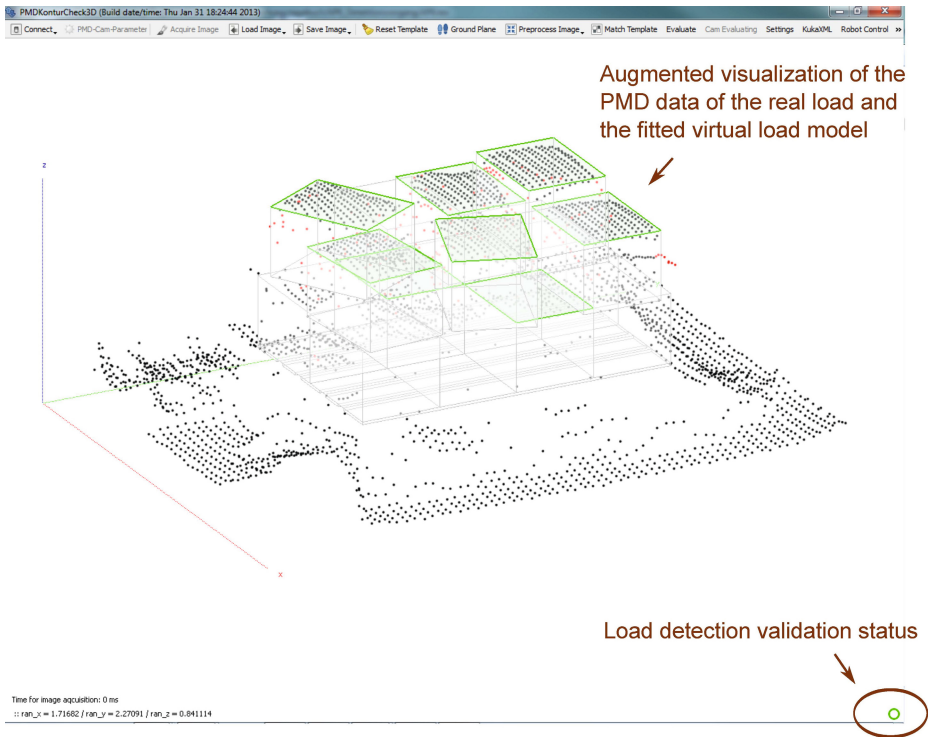 PMDKonturCheck3D (Build date/time: Thu Jan 31 18:24:44 2013)
Connect PMD-Cam-Parameter Acquire Image Load Image Save Image Reset Template Ground Plane Preprocess Image Match Template Evaluate Cam Evaluating Settings KukaXML Robot Control »
Augmented visualization of the
PMD data of the real load and
the fitted virtual load model
z
x
Load detection validation status
Time for image aqcuisition: 0 ms
:: ran_x = 1.71682 / ran_y = 2.27091 / ran_z = 0.841114